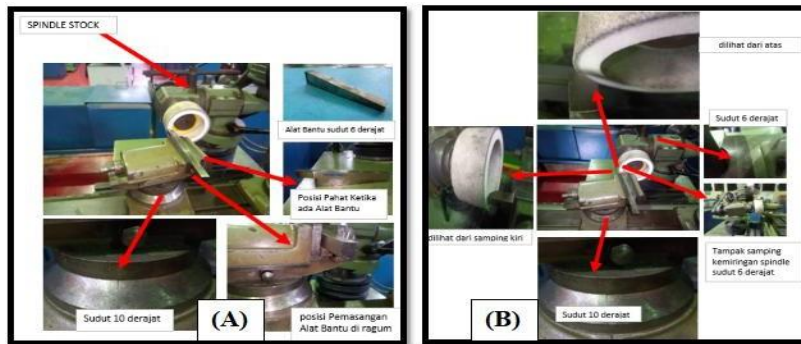 SPINDLE STOCK
Alat Bantu sudut 6 derajat
Posisi Pahat Ketika
ada Alat Bantu
Sudut 10 derajat
(A)
posisi Pemasangan
Alat Bantu di ragum
dilihat dari atas
Sudut 6 derajat
dilihat dari samping kiri
Tampak samping
kemiringan spindle
sudut 6 derajat
Sudut 10 derajat
(B)